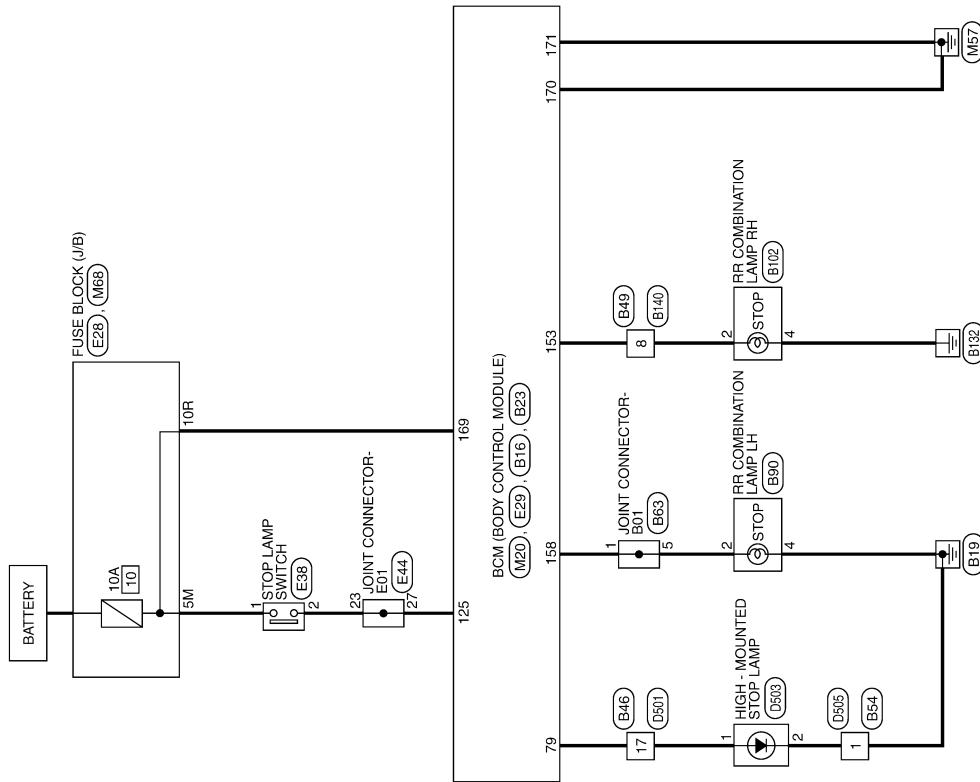 BATTERY
FUSE BLOCK (J/B)
E28 , M68
10A
10
5M
10R
STOP LAMP
SWITCH
E38
1
2
JOINT CONNECTOR-
E01
E44
23
27
125
169
BCM (BODY CONTROL MODULE)
M20 , E29 , B16 , B23
79
158
153
170
171
B46
D501
17
HIGH - MOUNTED
STOP LAMP
D503
1
2
D505
B54
1
JOINT CONNECTOR-
B01
B63
1
5
RR COMBINATION
LAMP LH
B90
2
STOP
4
B19
B49
B140
8
RR COMBINATION
LAMP RH
B102
2
STOP
4
B132
M57